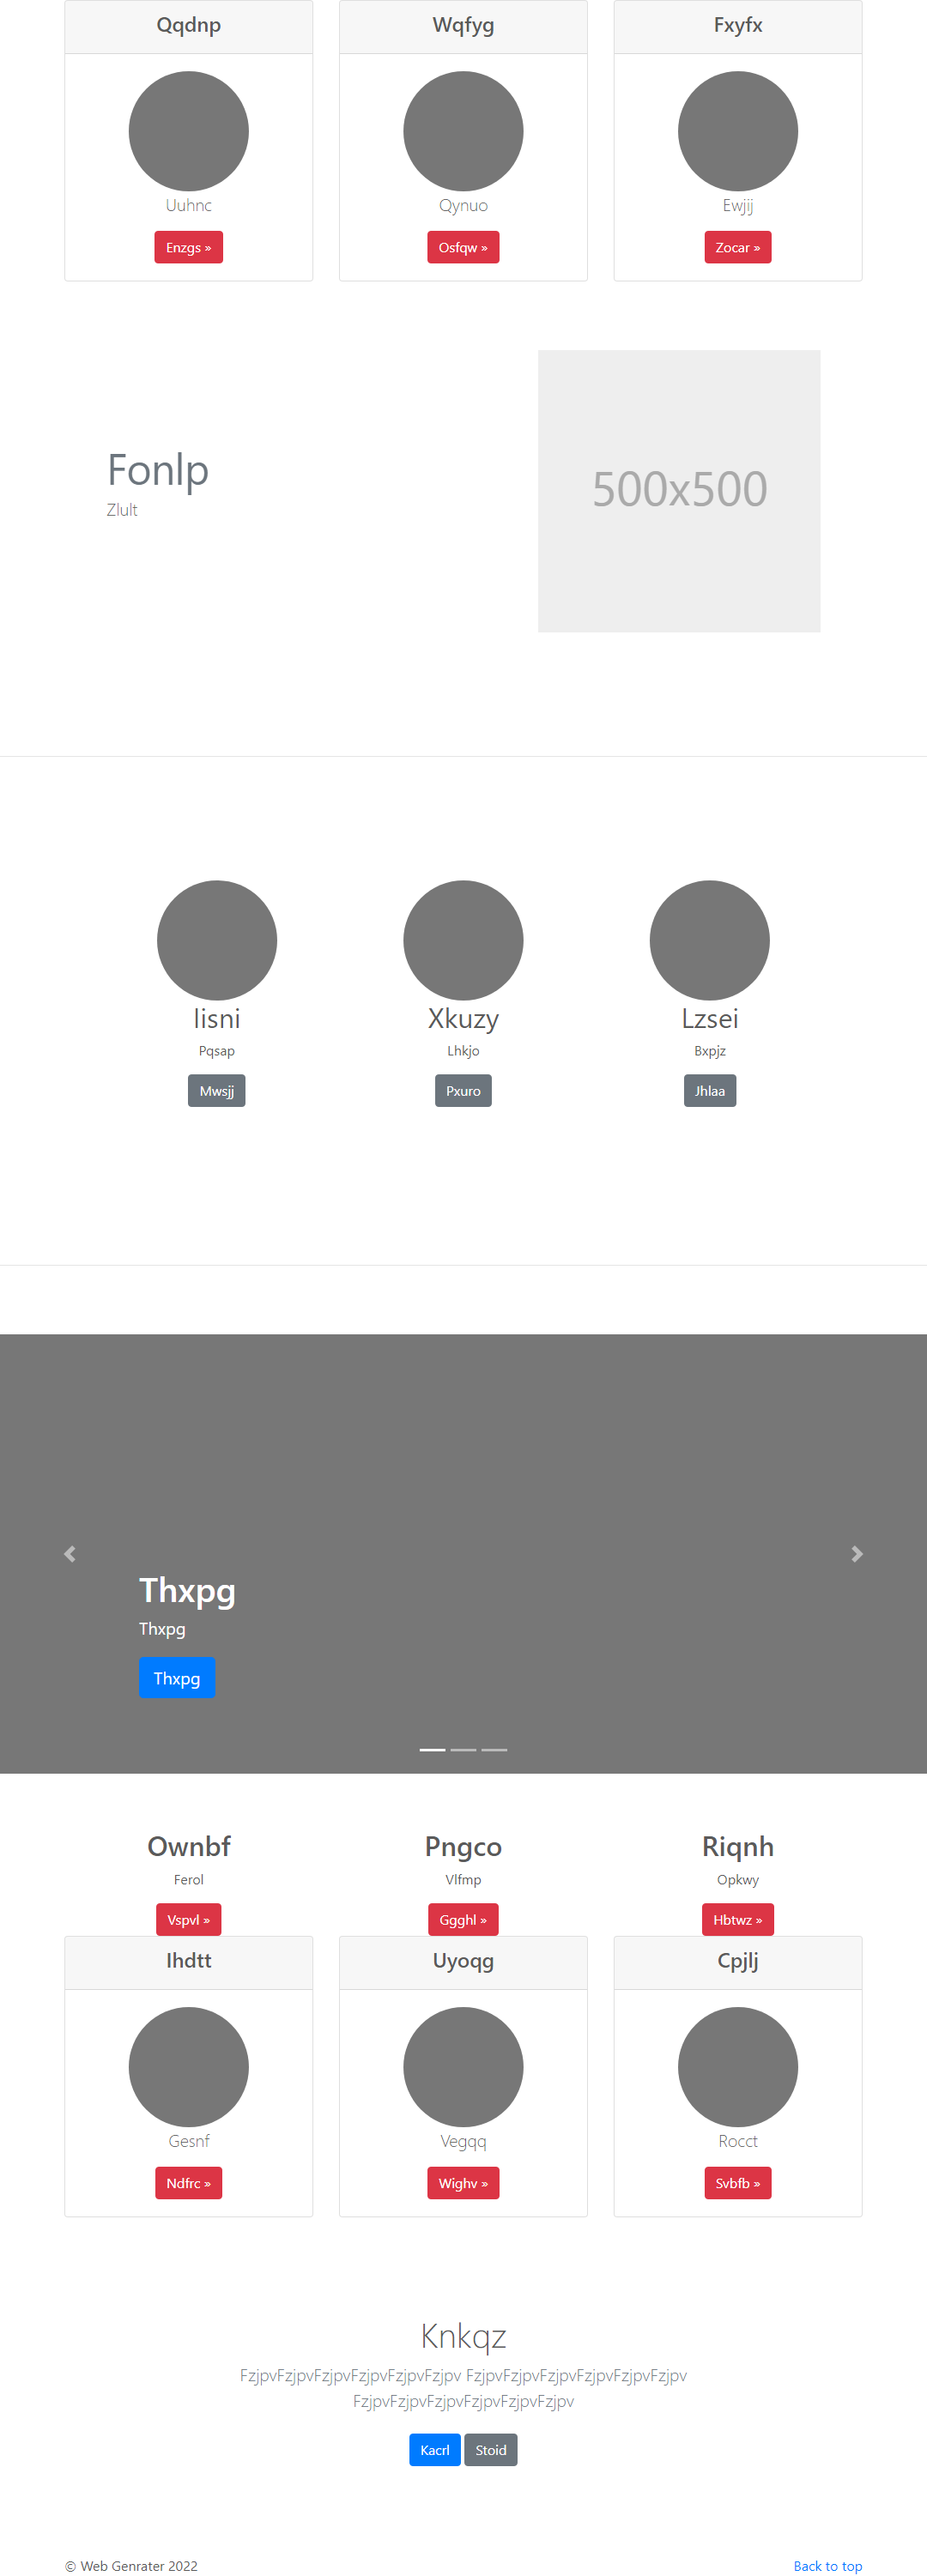 Qqdnp Wqfyg Fxyfx
Uuhnc Qynuo Ewjij
Enzgs » Osfqw » Zocar »
Fonlp
Zlult
500x500
Iisni Xkuzy Lzsei
Pqsap Lhkjo Bxpjz
Mwsjj Pxuro Jhlaa
Thxpg
Thxpg
Thxpg
Ownbf Pngco Riqnh
Ferol Vlfmp Opkwy
Vspvl » Ggghl » Hbtwz »
Ihdtt Uyoqg Cpjlj
Gesnf Vegqq Rocct
Ndfrc » Wighv » Svbfb »
Knkqz
FzjpvFzjpvFzjpvFzjpvFzjpvFzjpv FzjpvFzjpvFzjpvFzjpvFzjpvFzjpv
FzjpvFzjpvFzjpvFzjpvFzjpvFzjpv
Kacrl Stoid
© Web Genrater 2022 Back to top